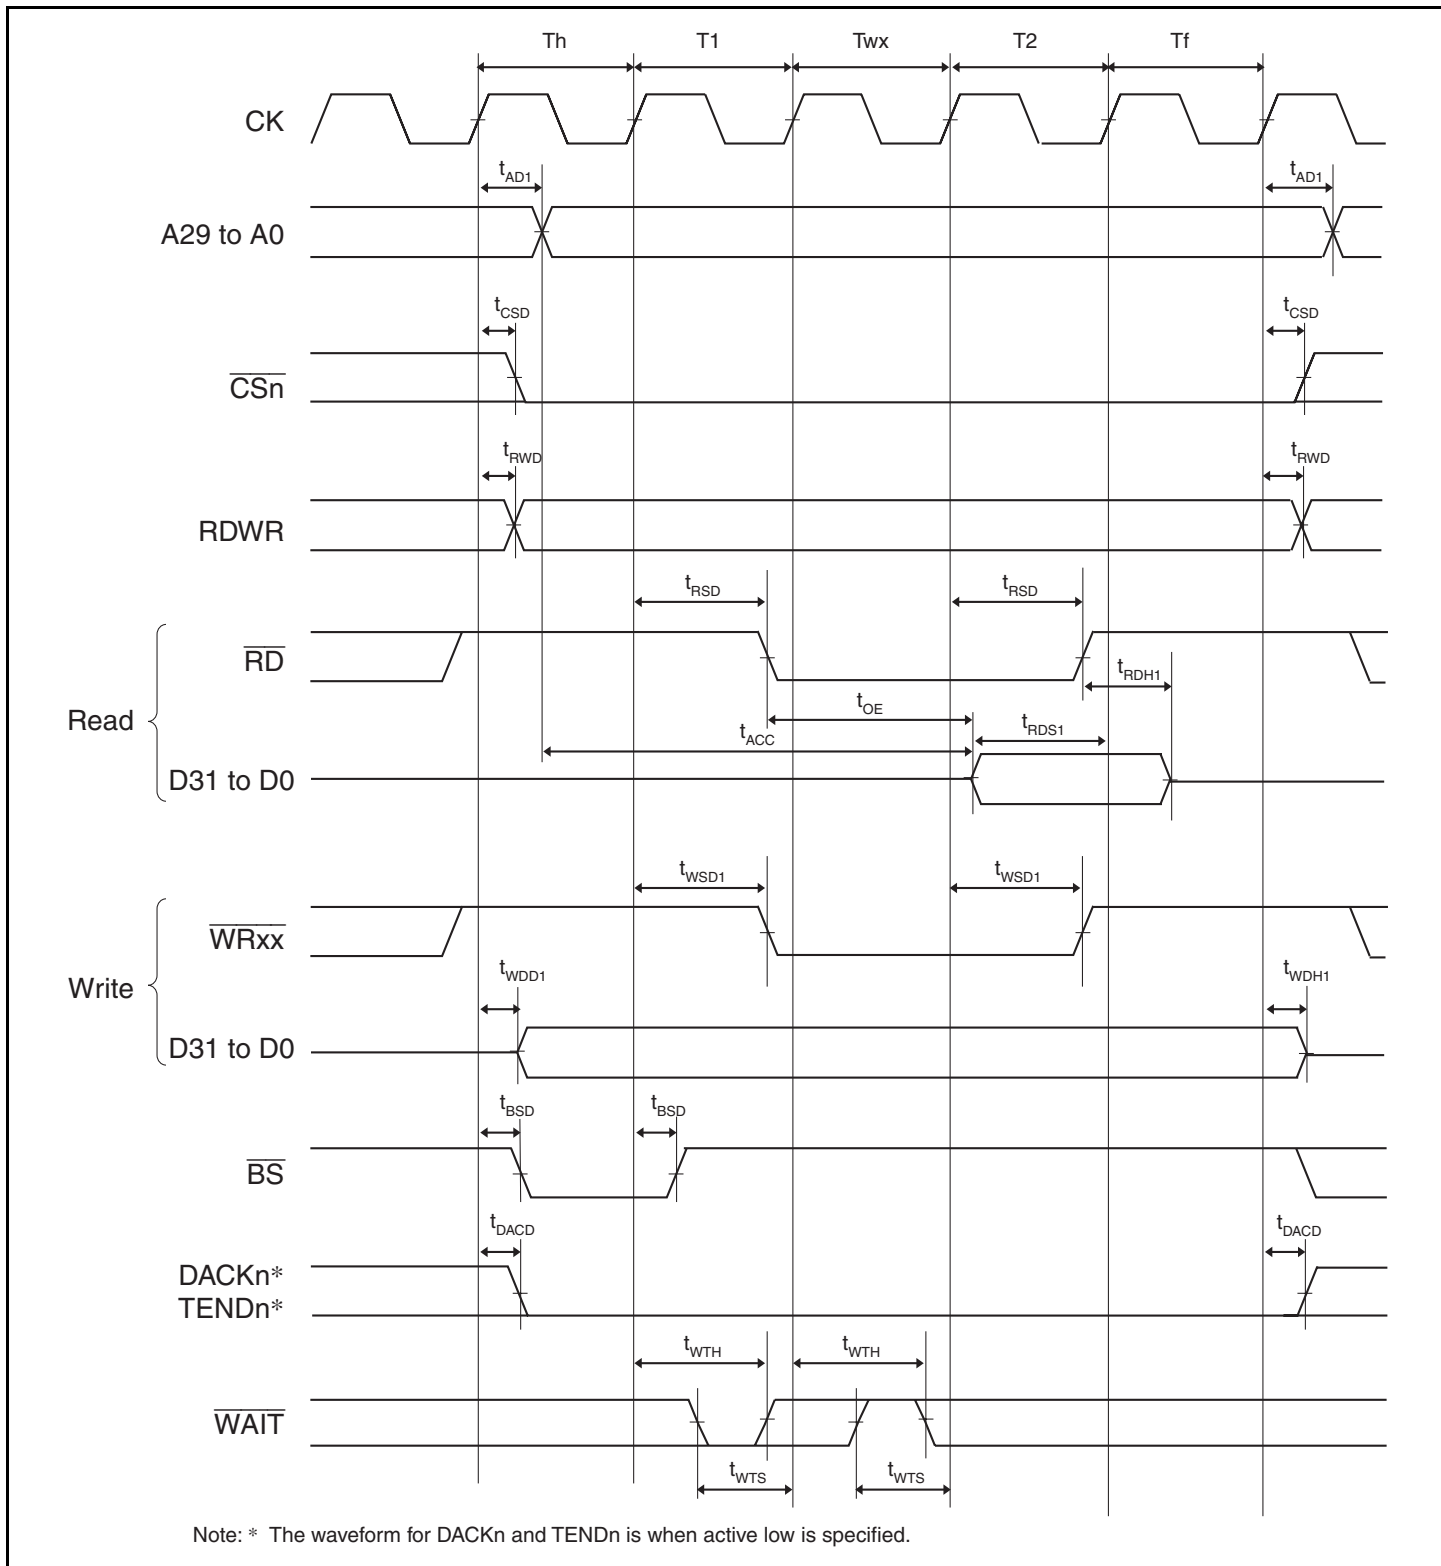 Th T1 Twx T2 Tf
CK
tAD1 tAD1
A29 to A0
tCSD tCSD
CSn
tRWD tRWD
RDWR
tRSD tRSD
RD
tRDH1
Read
tOE
tACC tRDS1
D31 to D0
tWSD1 tWSD1
WRxx
tWDD1 tWDH1
Write
D31 to D0
tBSD tBSD
BS
tDACD tDACD
DACKn*
TENDn*
tWTH tWTH
WAIT
tWTS tWTS
Note: * The waveform for DACKn and TENDn is when active low is specified.